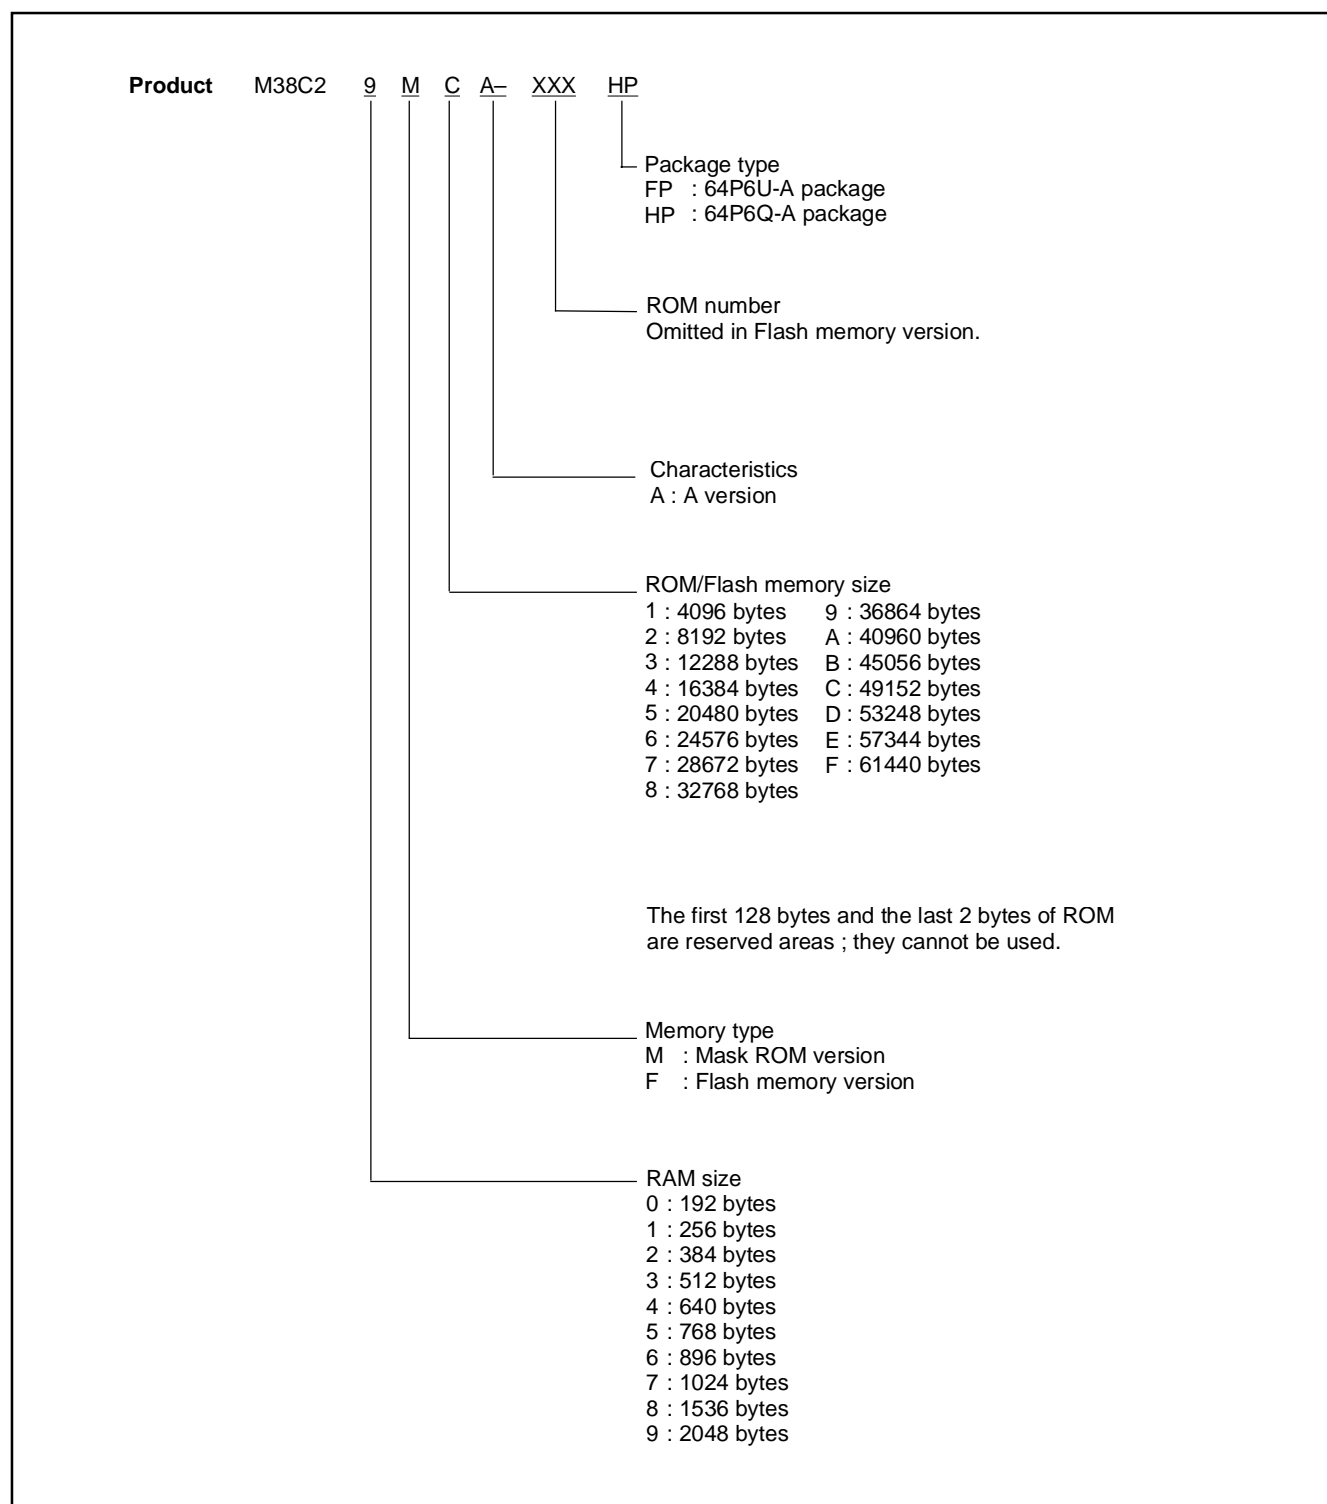 Product M38C2 9 M C A– XXX HP
Package type
FP : 64P6U-A package
HP : 64P6Q-A package
ROM number
Omitted in Flash memory version.
Characteristics
A : A version
ROM/Flash memory size
1 : 4096 bytes 9 : 36864 bytes
2 : 8192 bytes A : 40960 bytes
3 : 12288 bytes B : 45056 bytes
4 : 16384 bytes C : 49152 bytes
5 : 20480 bytes D : 53248 bytes
6 : 24576 bytes E : 57344 bytes
7 : 28672 bytes F : 61440 bytes
8 : 32768 bytes
The first 128 bytes and the last 2 bytes of ROM
are reserved areas ; they cannot be used.
Memory type
M : Mask ROM version
F : Flash memory version
RAM size
0 : 192 bytes
1 : 256 bytes
2 : 384 bytes
3 : 512 bytes
4 : 640 bytes
5 : 768 bytes
6 : 896 bytes
7 : 1024 bytes
8 : 1536 bytes
9 : 2048 bytes